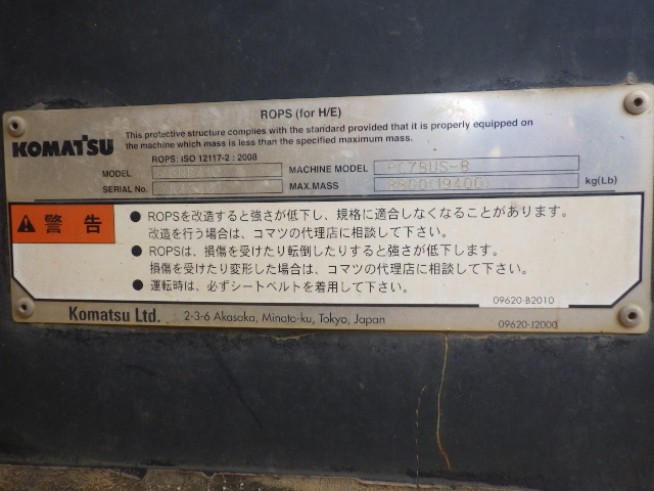 ROPS (for H/E)
KOMATSU
This protective structure complies with the standard provided that it is properly equipped on
the machine which mass is less than the specified maximum mass.
ROPS: ISO 12117-2 : 2008
MODEL
MACHINE MODEL PC78US-8
SERIAL No.
MAX.MASS 8800(19400) kg(Lb)
警告
● ROPSを改造すると強さが低下し、規格に適合しなくなることがあります。
改造を行う場合は、コマツの代理店に相談して下さい。
● ROPSは、損傷を受けたり転倒したりすると強さが低下します。
損傷を受けたり変形した場合は、コマツの代理店に相談して下さい。
● 運転時は、必ずシートベルトを着用して下さい。
09620-B2010
Komatsu Ltd. 2-3-6 Akasaka, Minato-ku, Tokyo, Japan
09620-J2000